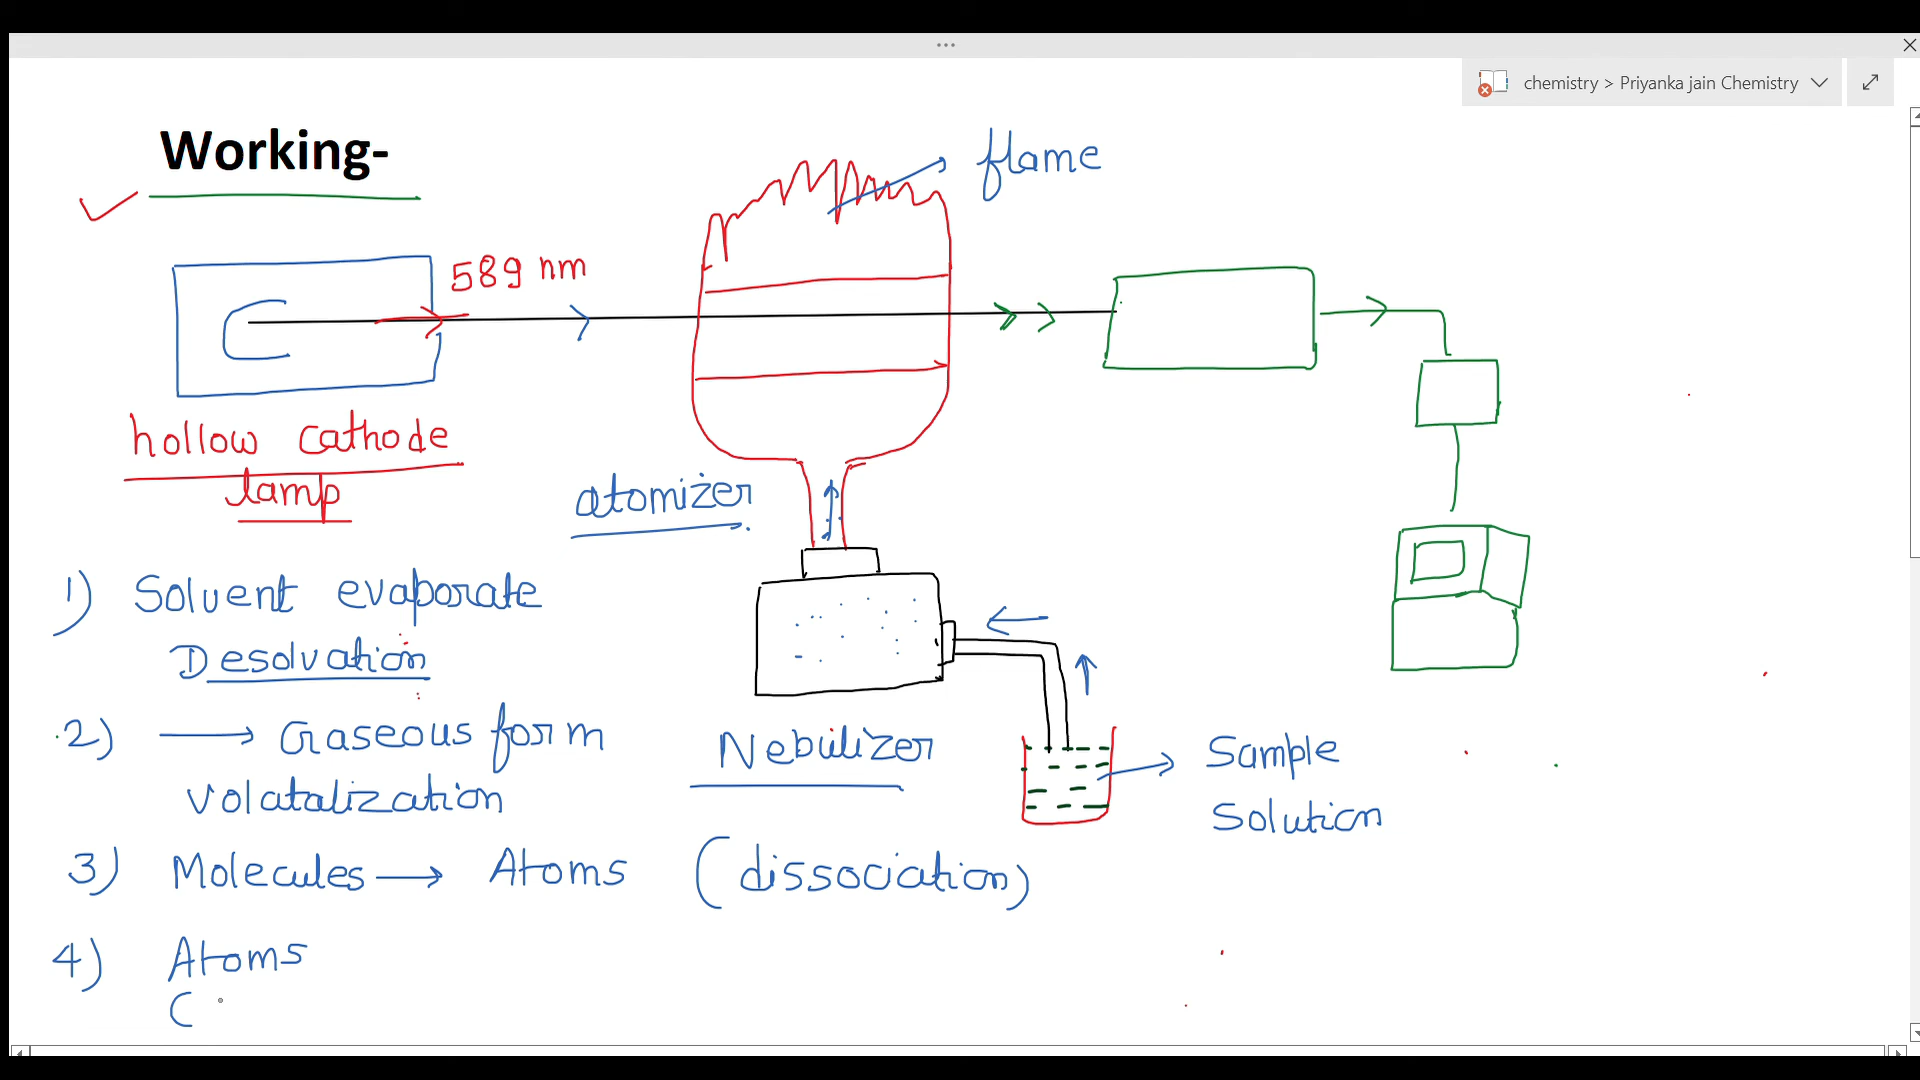 chemistry > Priyanka jain Chemistry
Working-
flame
589 nm
hollow cathode
lamp
atomizer
1) Solvent evaporate
Desolvation
2) → Gaseous form
volatalization
Nebulizer
Sample
Solution
3) Molecules → Atoms (dissociation)
4) Atoms
(